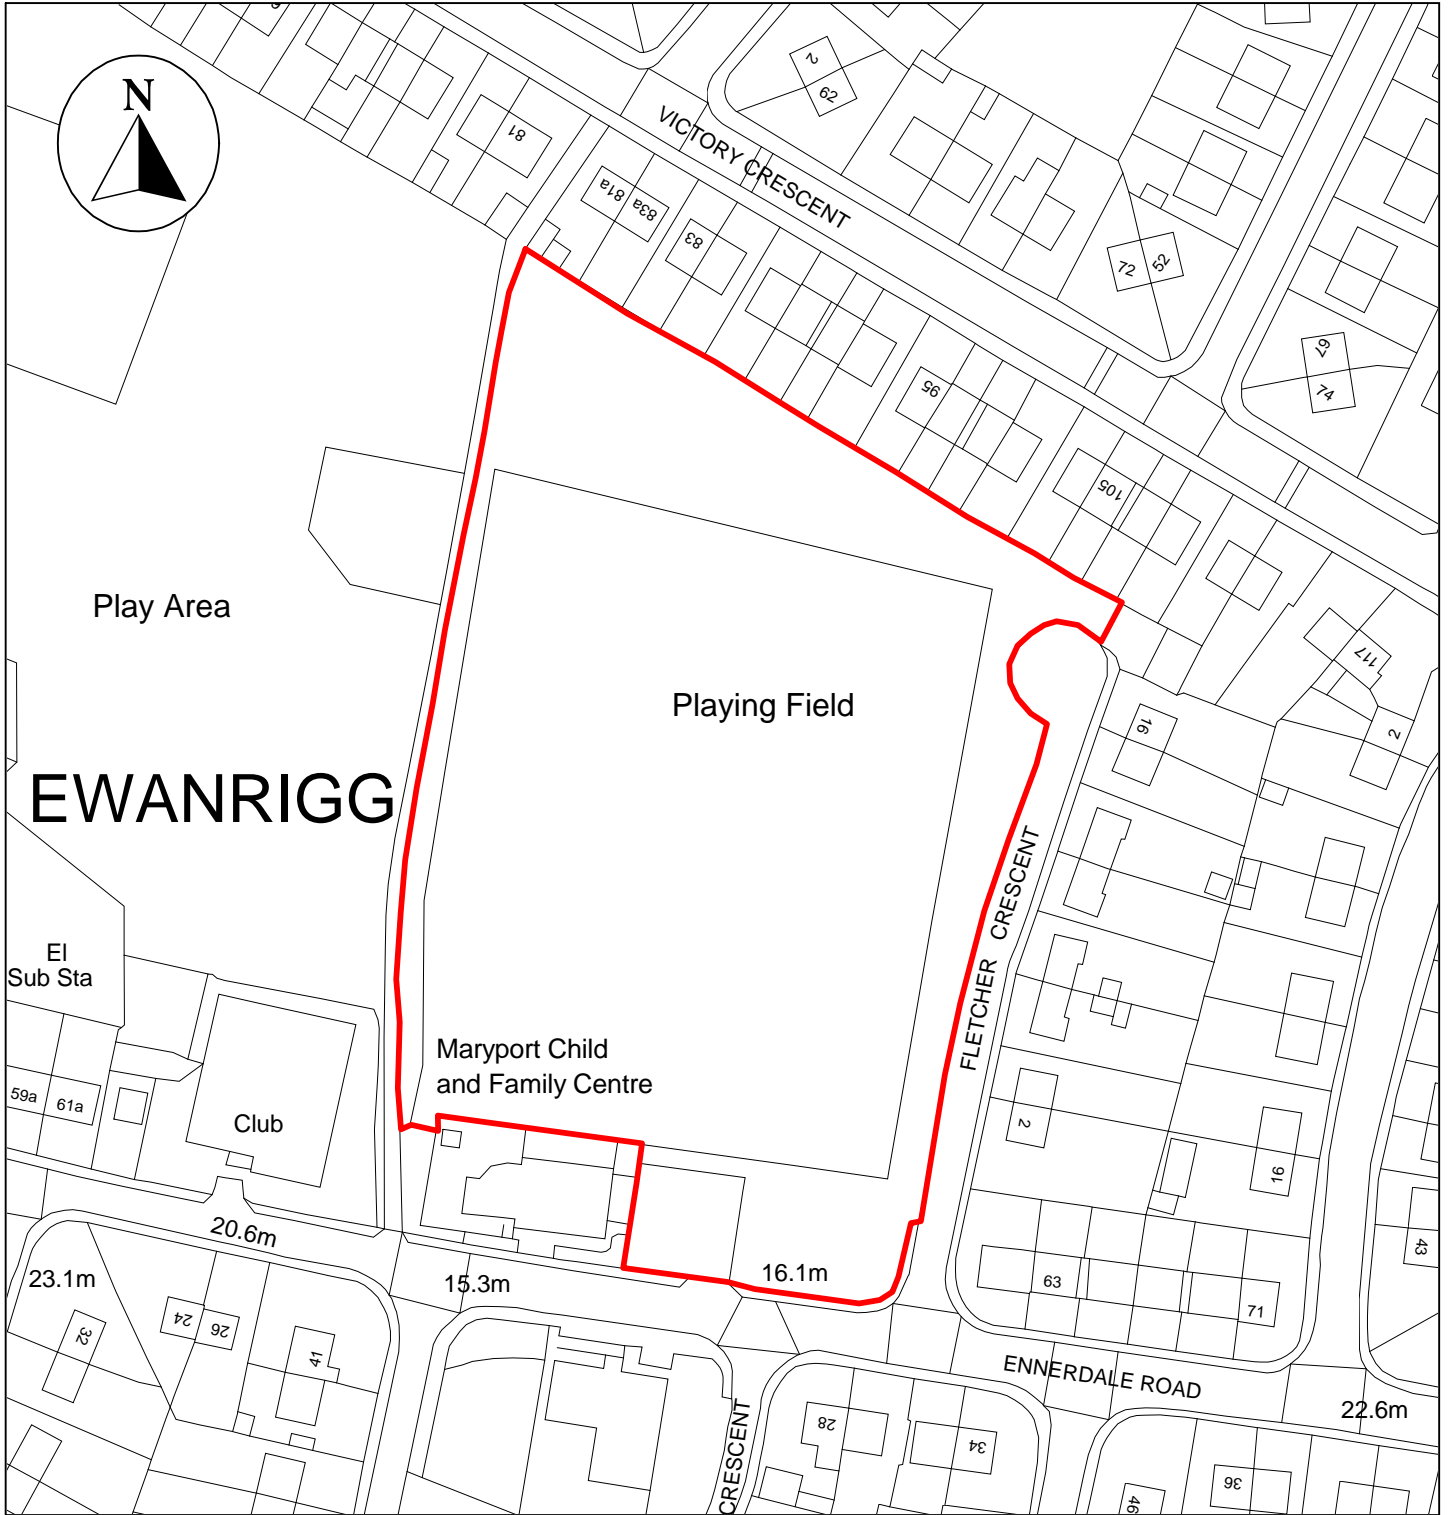 N
81
81a
83a
83
2
62
VICTORY CRESCENT
72
52
67
74
95
105
117
2
16
Play Area
Playing Field
EWANRIGG
El
Sub Sta
59a
61a
Club
Maryport Child
and Family Centre
FLETCHER CRESCENT
2
16
43
63
71
20.6m
23.1m
15.3m
16.1m
ENNERDALE ROAD
22.6m
32
24
26
41
CRESCENT
28
34
36
46